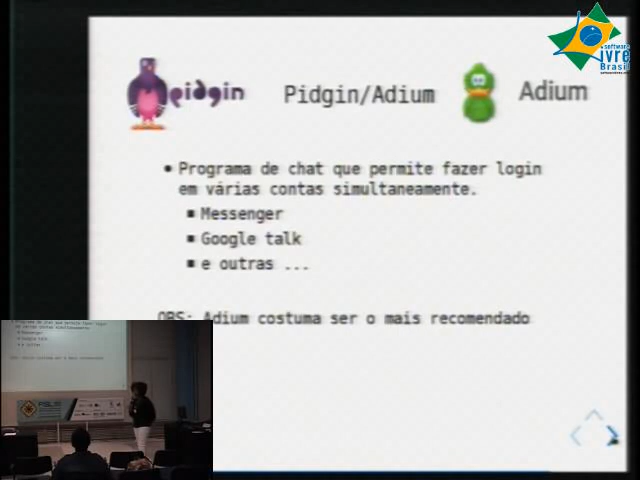 software
livre
Brasil
pidgin
Pidgin/Adium
Adium
• Programa de chat que permite fazer login
em várias contas simultaneamente.
▪ Messenger
▪ Google talk
▪ e outras ...
OBS: Adium costuma ser o mais recomendado